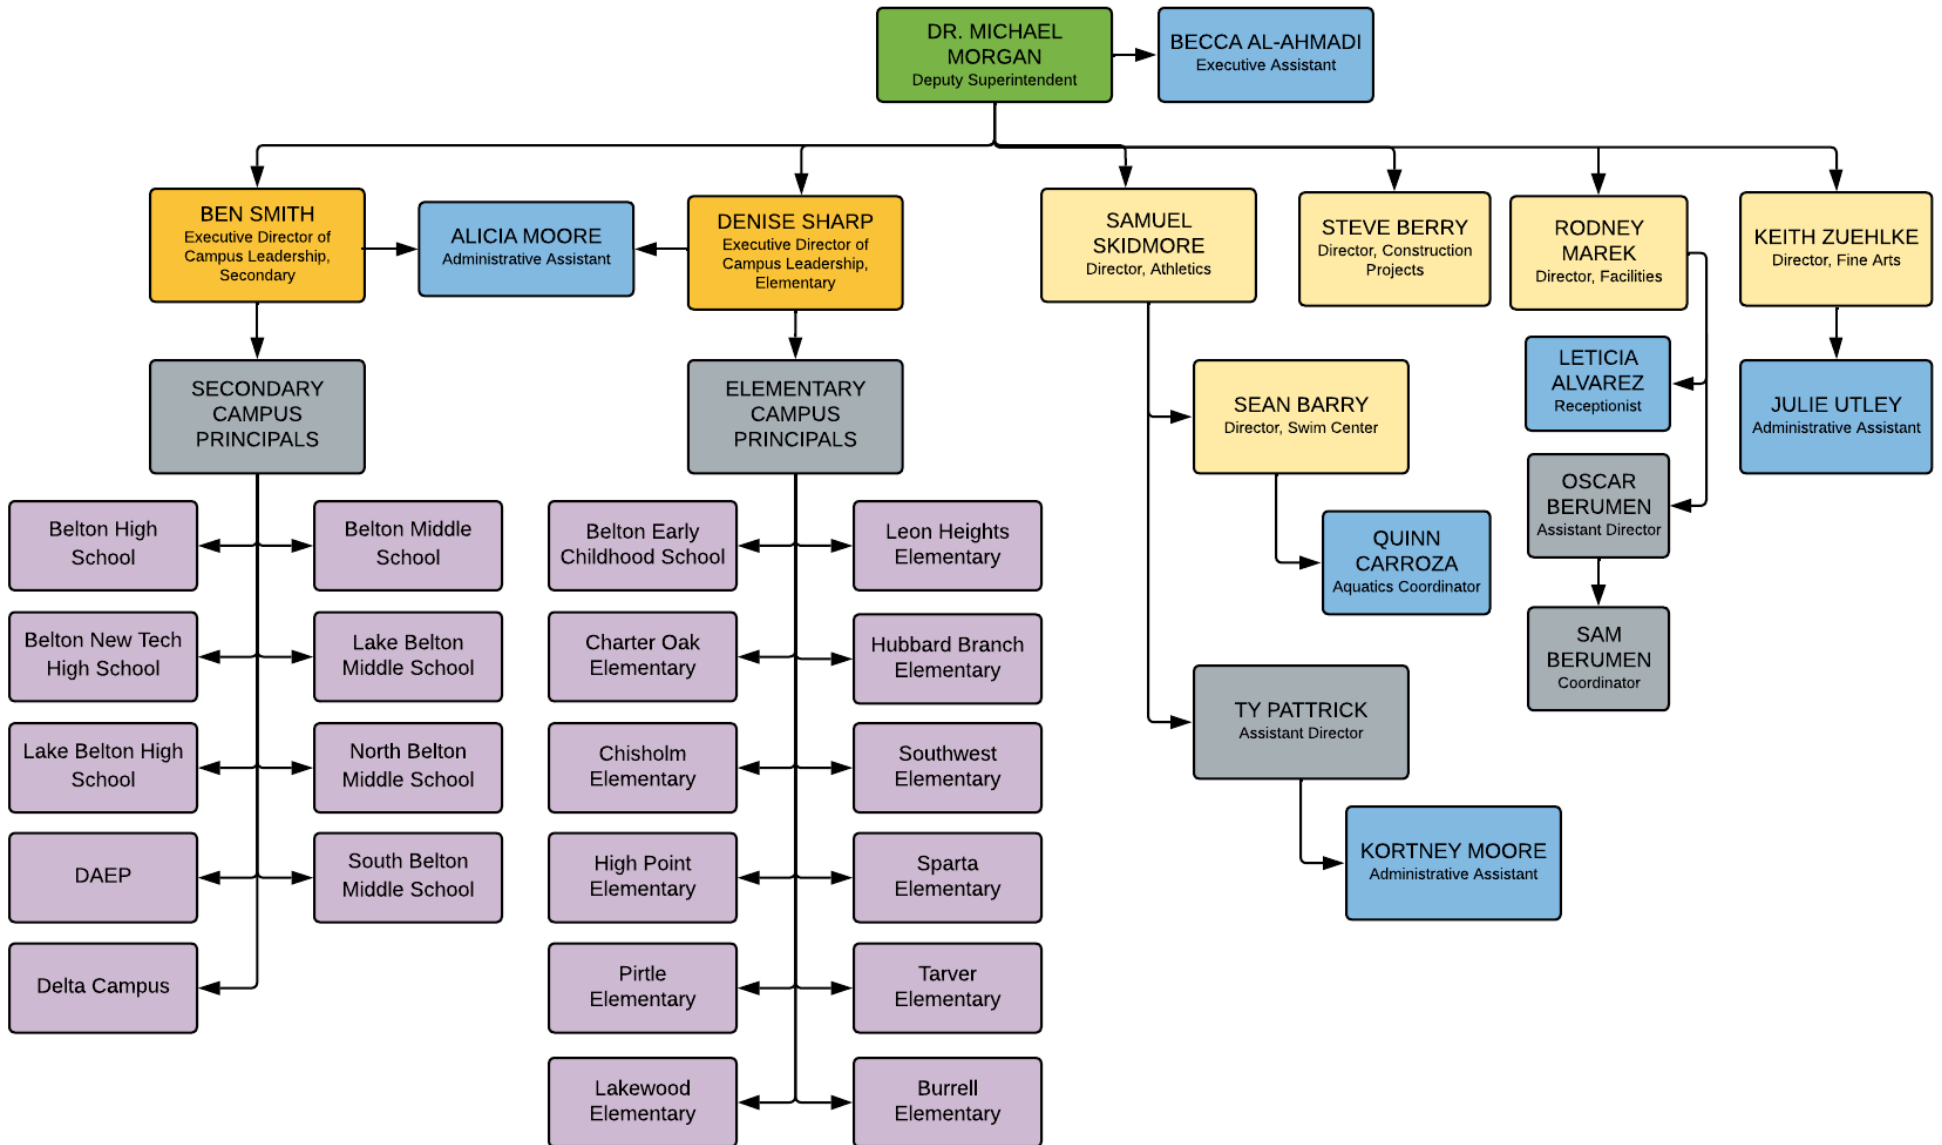 DR. MICHAEL
MORGAN
Deputy Superintendent
BECCA AL-AHMADI
Executive Assistant
BEN SMITH
Executive Director of
Campus Leadership,
Secondary
ALICIA MOORE
Administrative Assistant
DENISE SHARP
Executive Director of
Campus Leadership,
Elementary
SAMUEL
SKIDMORE
Director, Athletics
STEVE BERRY
Director, Construction
Projects
RODNEY
MAREK
Director, Facilities
KEITH ZUEHLKE
Director, Fine Arts
SECONDARY
CAMPUS
PRINCIPALS
ELEMENTARY
CAMPUS
PRINCIPALS
SEAN BARRY
Director, Swim Center
LETICIA
ALVAREZ
Receptionist
JULIE UTLEY
Administrative Assistant
OSCAR
BERUMEN
Assistant Director
QUINN
CARROZA
Aquatics Coordinator
SAM
BERUMEN
Coordinator
TY PATTRICK
Assistant Director
KORTNEY MOORE
Administrative Assistant
Belton High
School
Belton Middle
School
Belton New Tech
High School
Lake Belton
Middle School
Lake Belton High
School
North Belton
Middle School
DAEP
South Belton
Middle School
Delta Campus
Belton Early
Childhood School
Leon Heights
Elementary
Charter Oak
Elementary
Hubbard Branch
Elementary
Chisholm
Elementary
Southwest
Elementary
High Point
Elementary
Sparta
Elementary
Pirtle
Elementary
Tarver
Elementary
Lakewood
Elementary
Burrell
Elementary